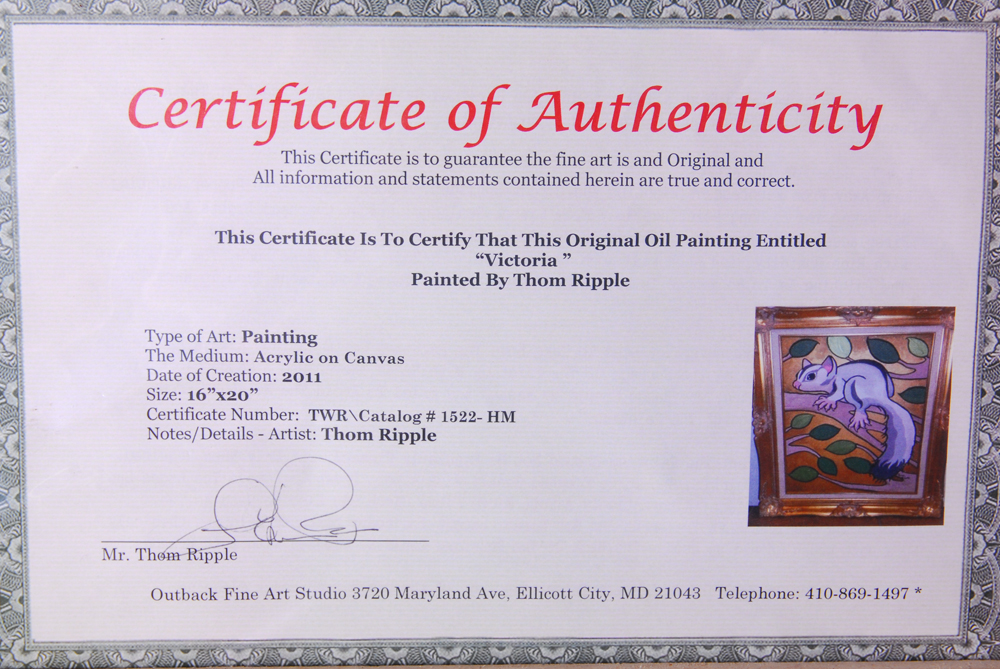 Certificate of Authenticity
This Certificate is to guarantee the fine art is and Original and
All information and statements contained herein are true and correct.
This Certificate Is To Certify That This Original Oil Painting Entitled
“Victoria ”
Painted By Thom Ripple
Type of Art: Painting
The Medium: Acrylic on Canvas
Date of Creation: 2011
Size: 16”x20”
Certificate Number: TWR\Catalog # 1522- HM
Notes/Details - Artist: Thom Ripple
Mr. Thom Ripple
Outback Fine Art Studio 3720 Maryland Ave, Ellicott City, MD 21043 Telephone: 410-869-1497 *